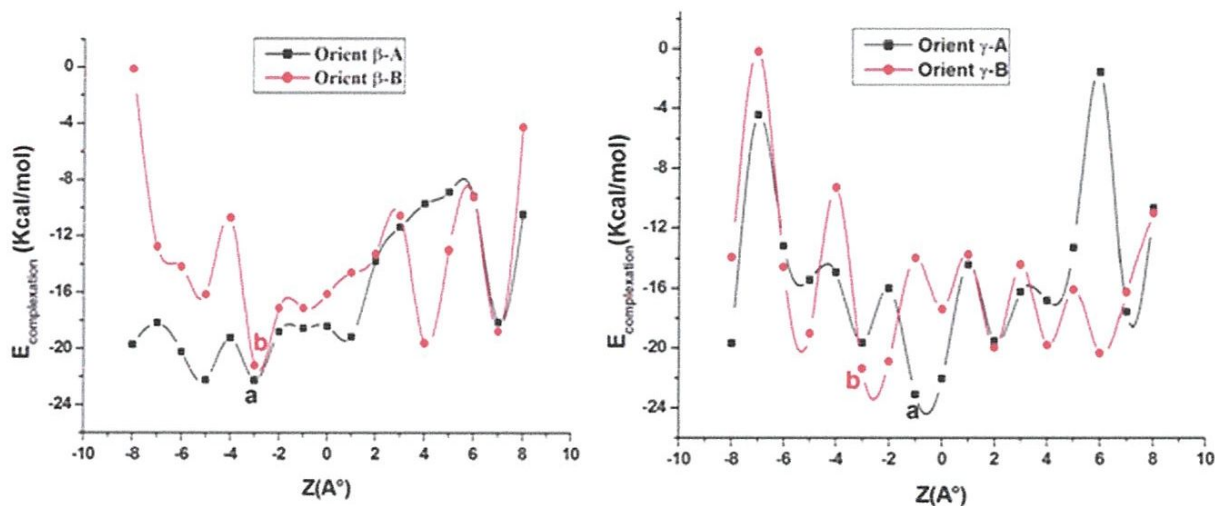 Orient β-A
Orient β-B
0
-4
-8
-12
-16
-20
-24
E complexation (Kcal/mol)
b
a
-10 -8 -6 -4 -2 0 2 4 6 8 10
Z(A°)
Orient γ-A
Orient γ-B
0
-4
-8
-12
-16
-20
-24
E complexation(Kcal/mol)
b
a
-10 -8 -6 -4 -2 0 2 4 6 8 10
Z(A°)